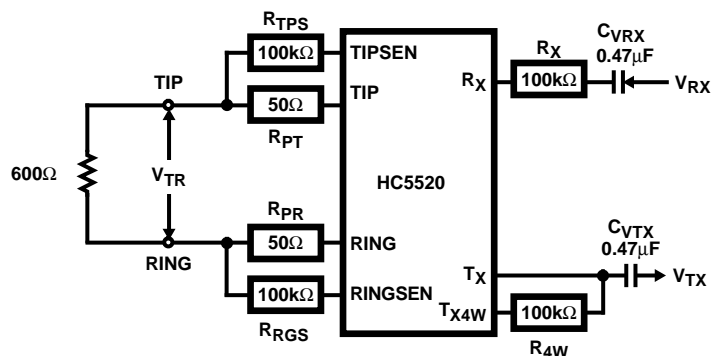 R_TPS
100kΩ
TIPSEN
TIP
50Ω
TIP
R_PT
600Ω
V_TR
HC5520
R_PR
50Ω
RING
RING
100kΩ
RINGSEN
R_RGS
C_VRX
0.47μF
R_X
R_X
100kΩ
V_RX
C_VTX
0.47μF
T_X
V_TX
T_X4W
100kΩ
R_4W